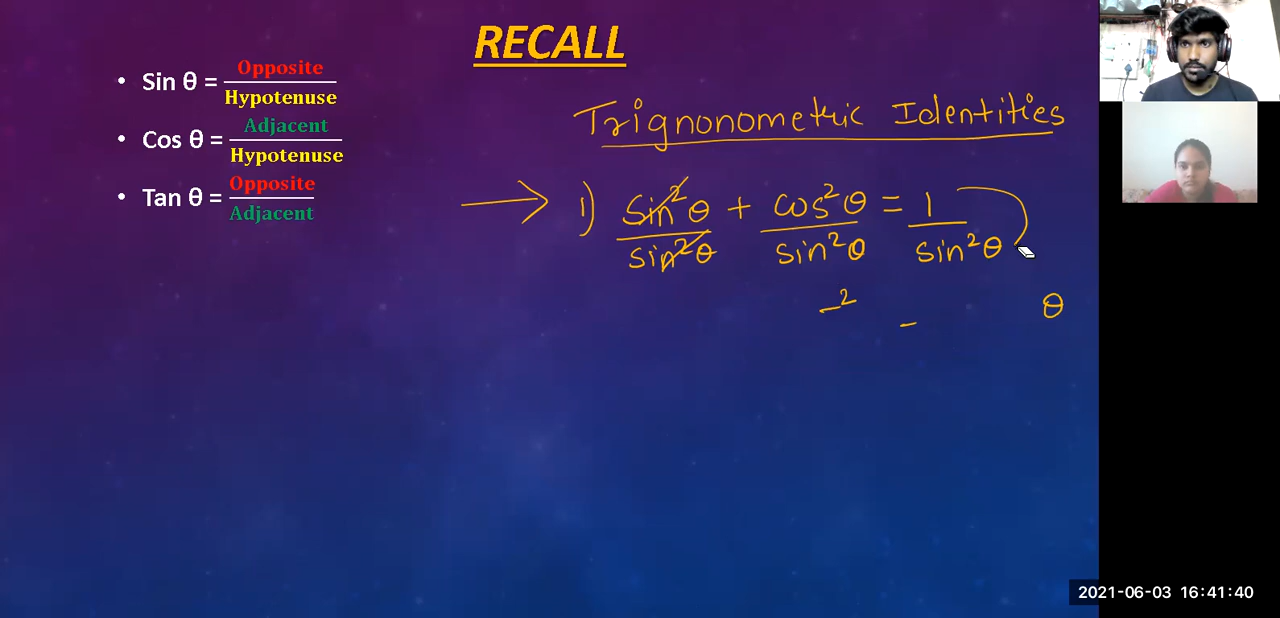 RECALL
• Sin θ = Opposite / Hypotenuse
• Cos θ = Adjacent / Hypotenuse
• Tan θ = Opposite / Adjacent
Trignonometric Identities
→ 1) sin²θ / sin²θ + cos²θ / sin²θ = 1 / sin²θ
2 θ
2021-06-03 16:41:40